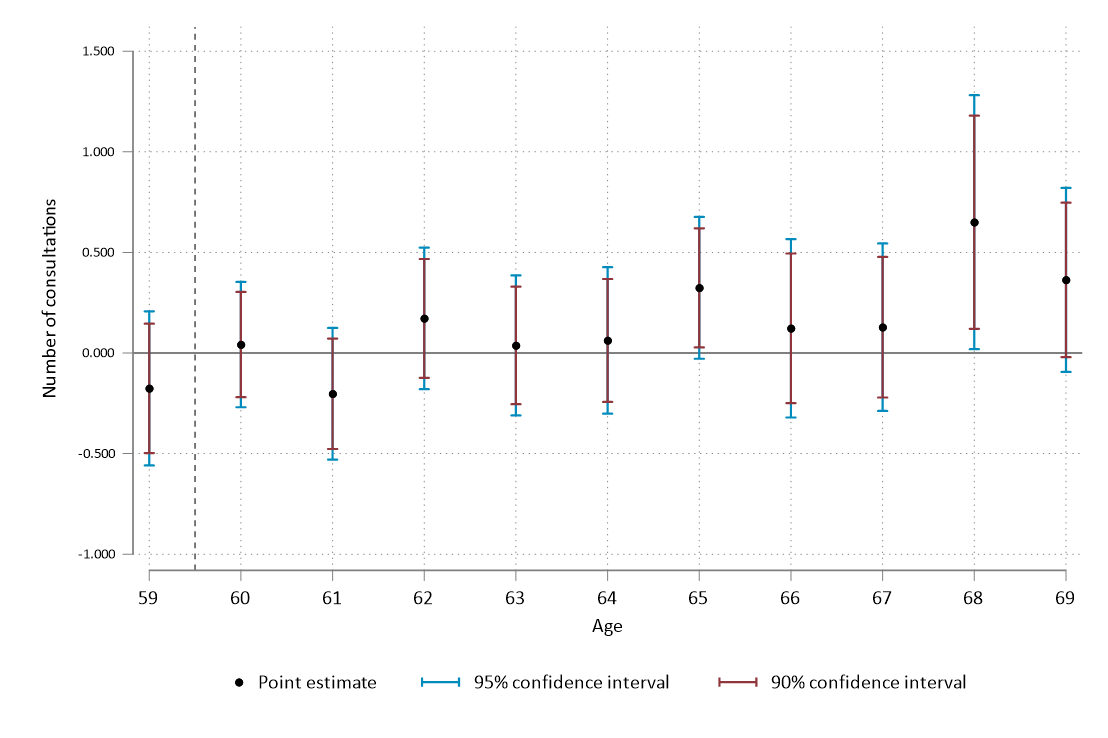 Number of consultations
1.500
1.000
0.500
0.000
-0.500
-1.000
59 60 61 62 63 64 65 66 67 68 69
Age
Point estimate 95% confidence interval 90% confidence interval